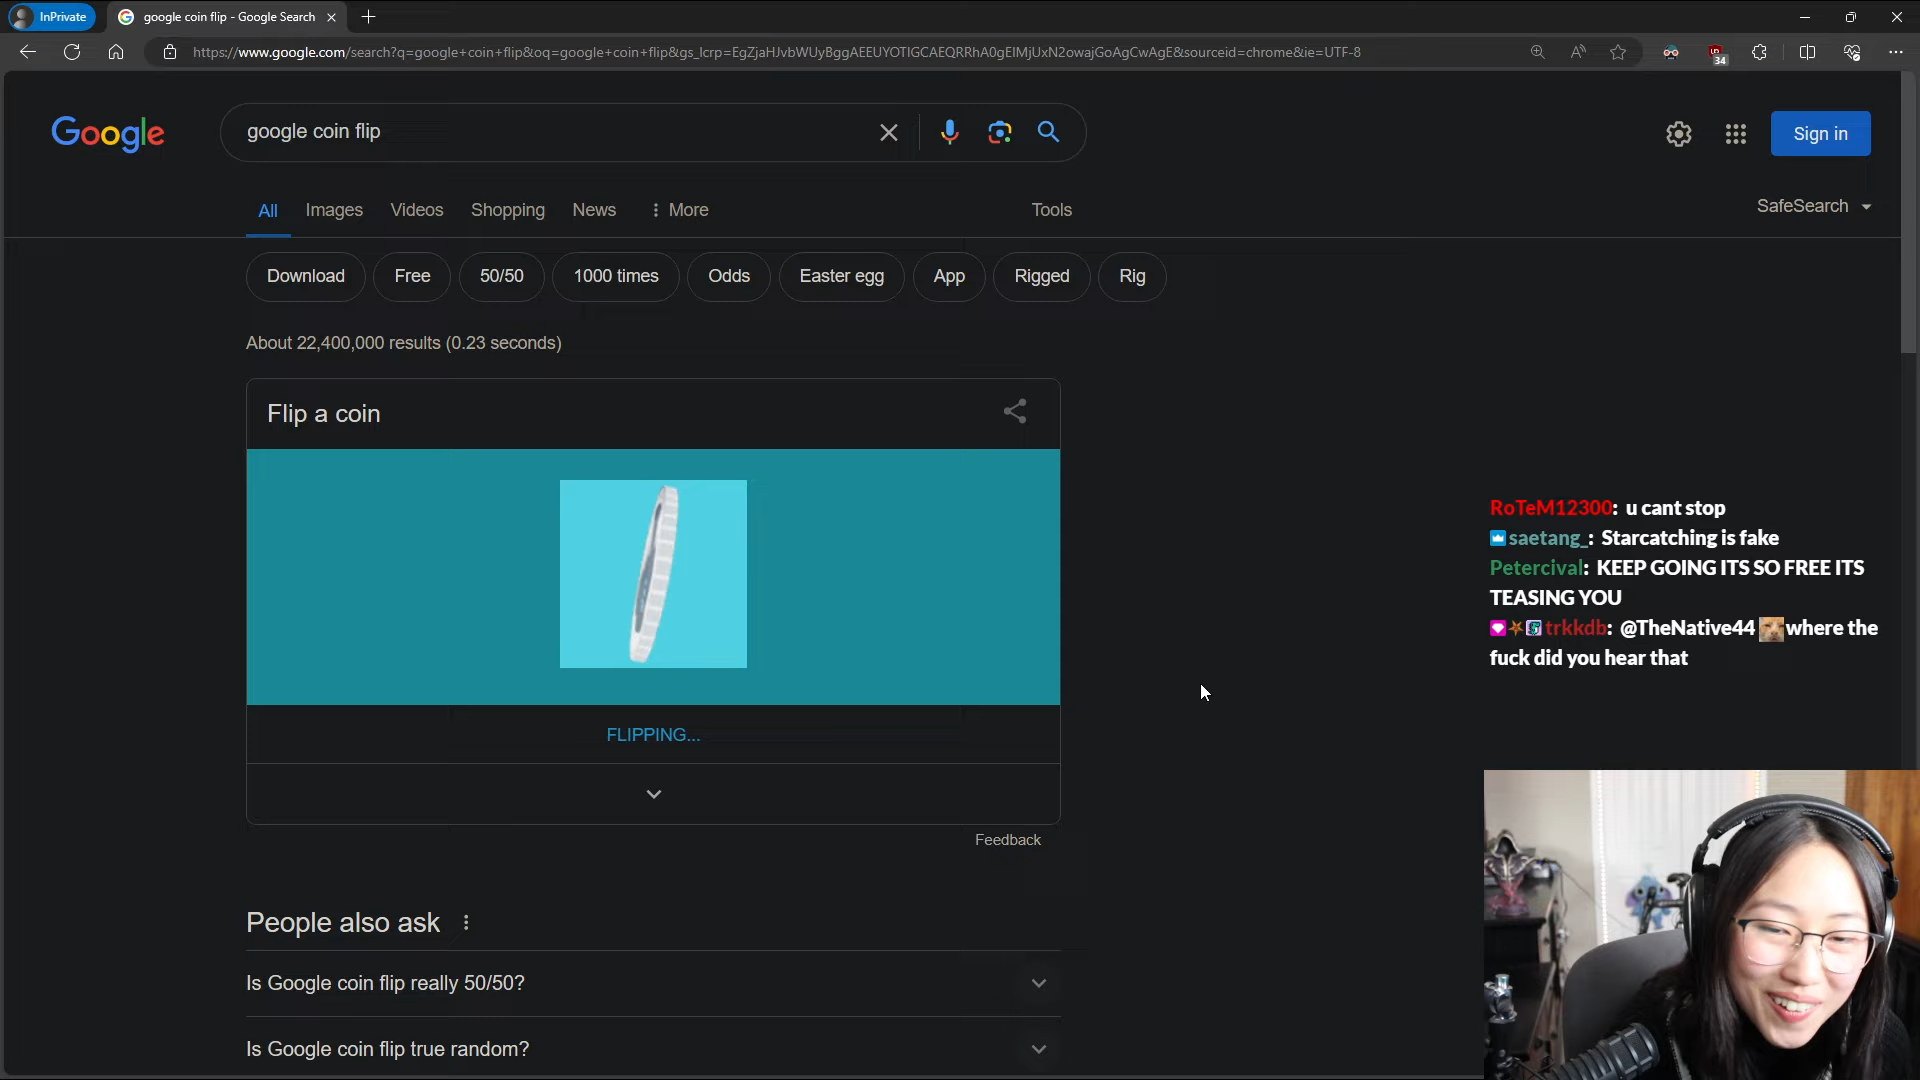 InPrivate
google coin flip - Google Search
https://www.google.com/search?q=google+coin+flip&oq=google+coin+flip&gs_lcrp=EgZjaHJvbWUyBggAEEUYOTIGCAEQRRhA0gEIMjUxN2owajGoAgCwAgE&sourceid=chrome&ie=UTF-8
34
Google
google coin flip
Sign in
All Images Videos Shopping News More Tools
SafeSearch
Download Free 50/50 1000 times Odds Easter egg App Rigged Rig
About 22,400,000 results (0.23 seconds)
Flip a coin
FLIPPING...
Feedback
People also ask
Is Google coin flip really 50/50?
Is Google coin flip true random?
RoTeM12300: u cant stop
saetang_: Starcatching is fake
Petercival: KEEP GOING ITS SO FREE ITS
TEASING YOU
trkkdb: @TheNative44 where the
fuck did you hear that